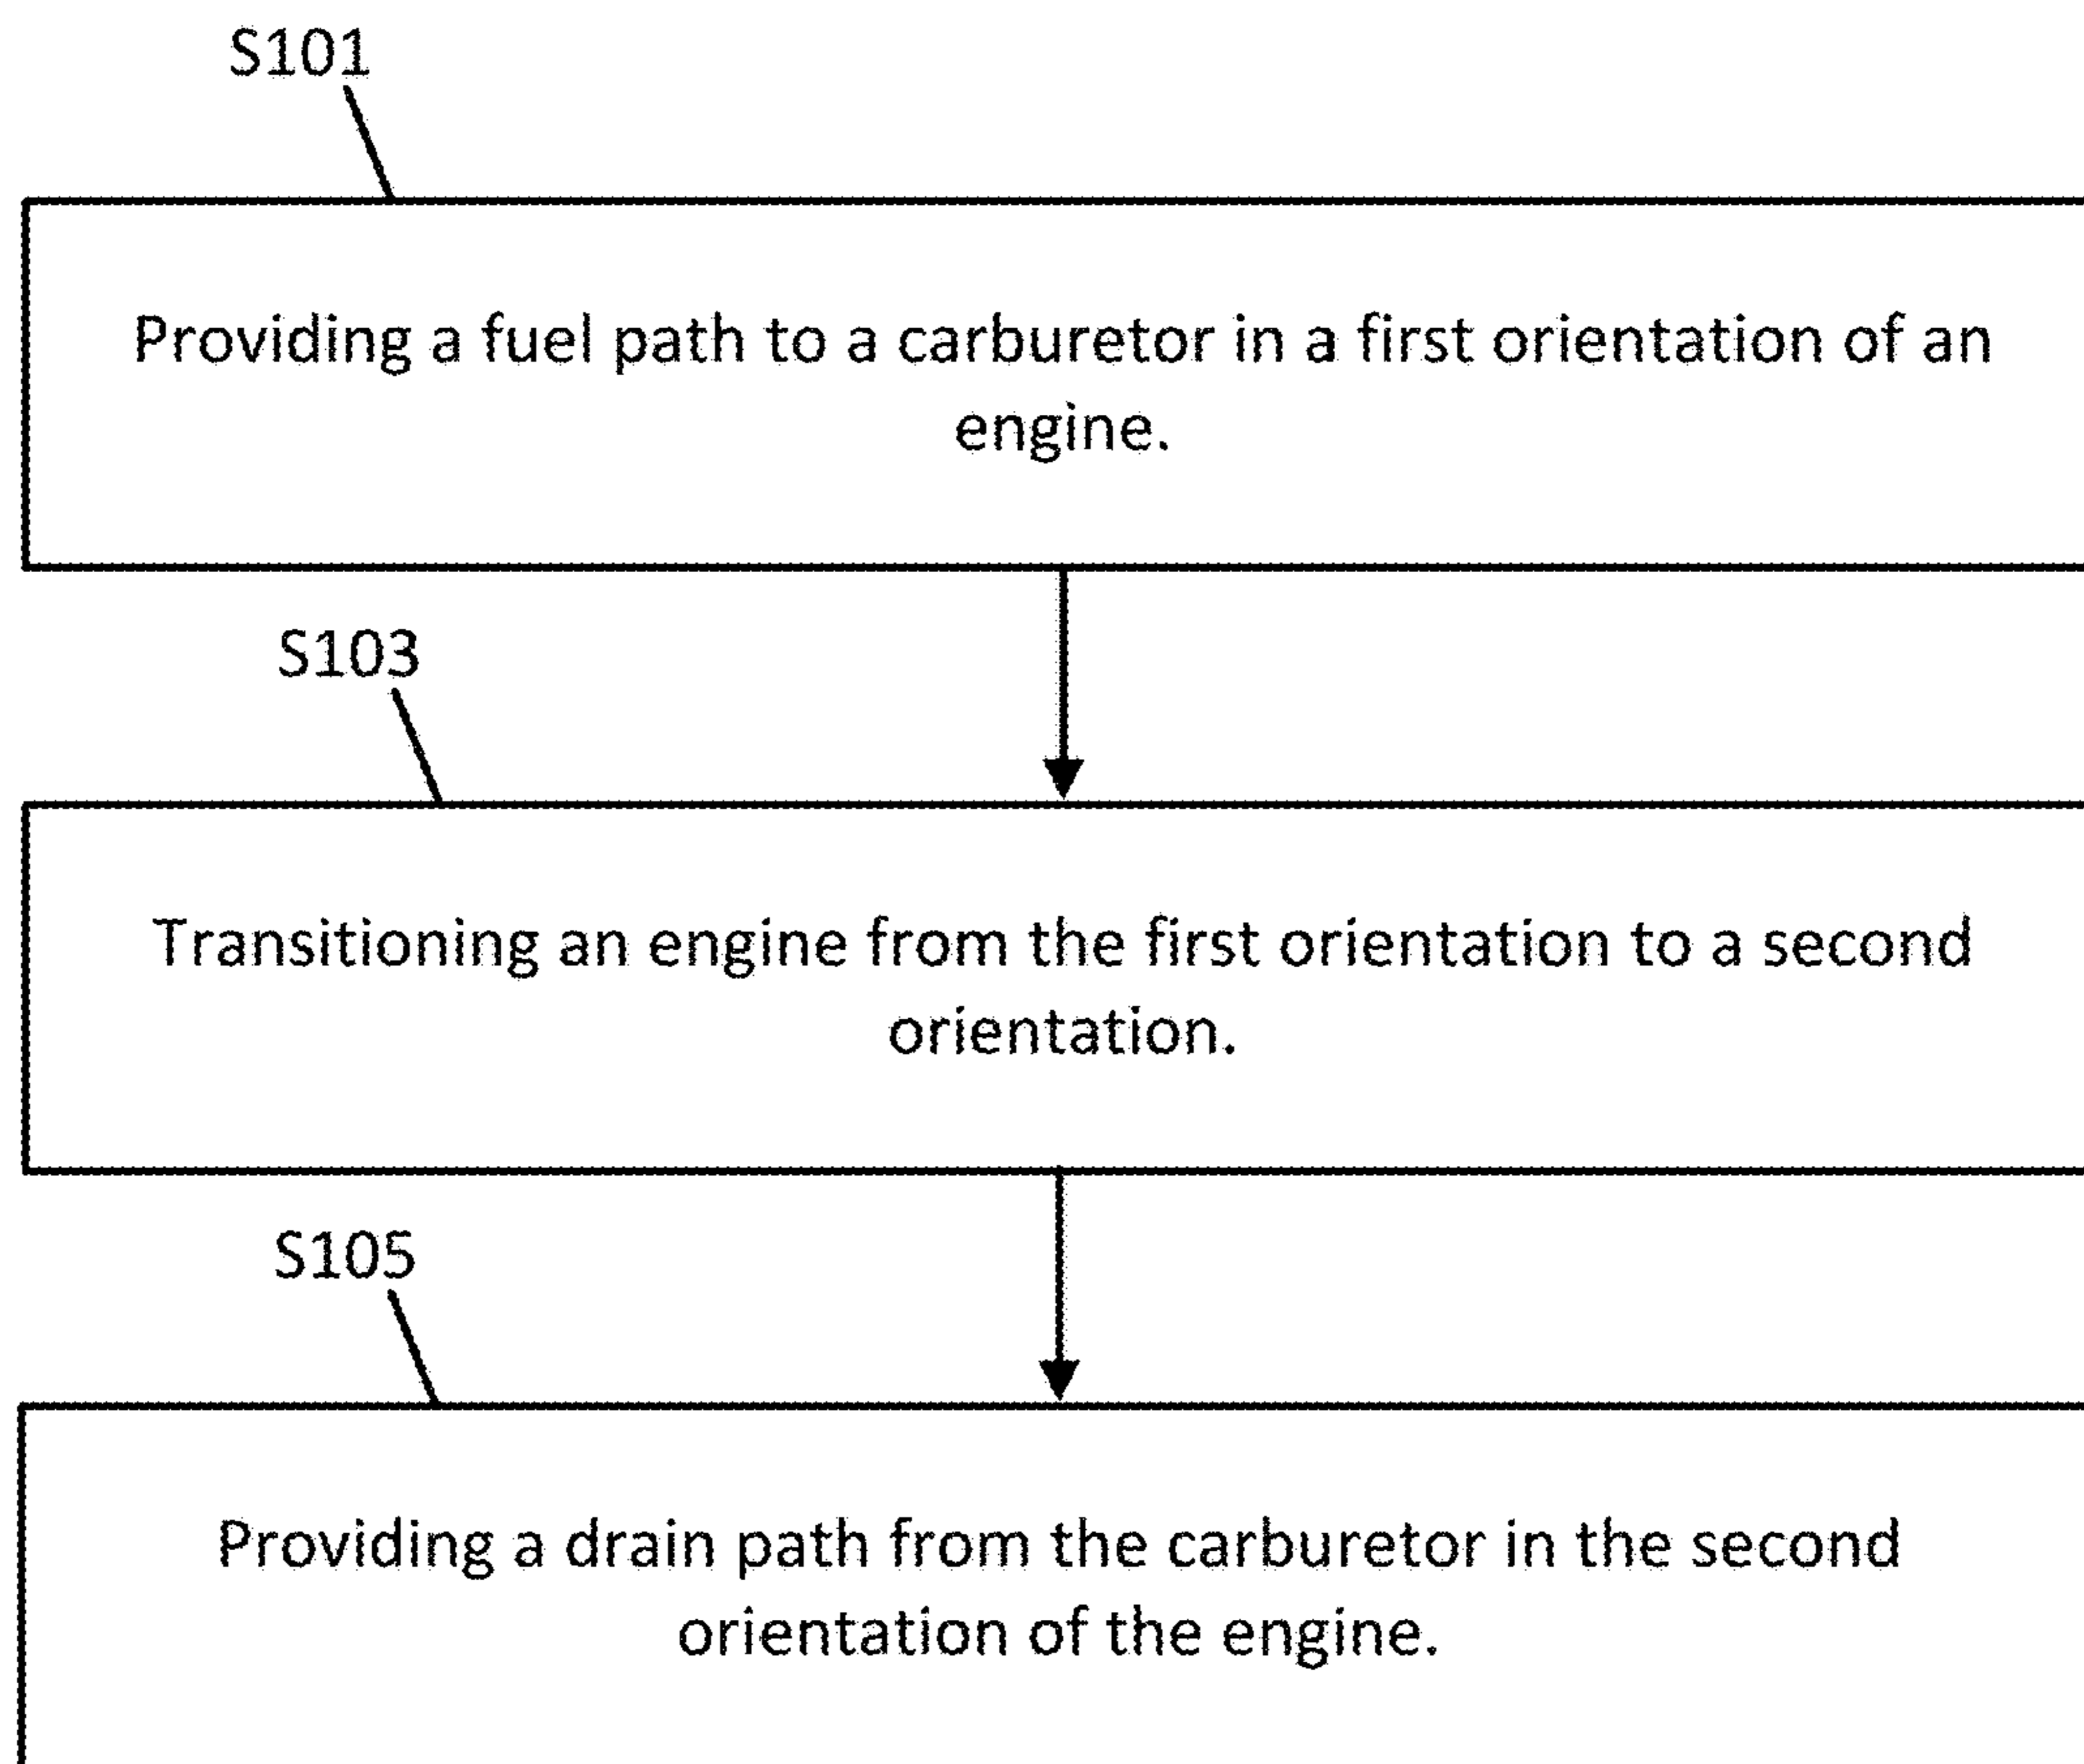 S101
Providing a fuel path to a carburetor in a first orientation of an
engine.
S103
Transitioning an engine from the first orientation to a second
orientation.
S105
Providing a drain path from the carburetor in the second
orientation of the engine.